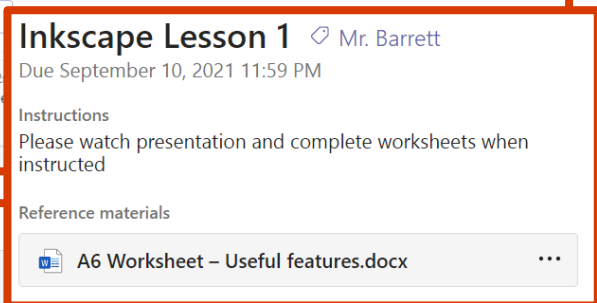 Inkscape Lesson 1 Mr. Barrett
Due September 10, 2021 11:59 PM
Instructions
Please watch presentation and complete worksheets when
instructed
Reference materials
A6 Worksheet – Useful features.docx